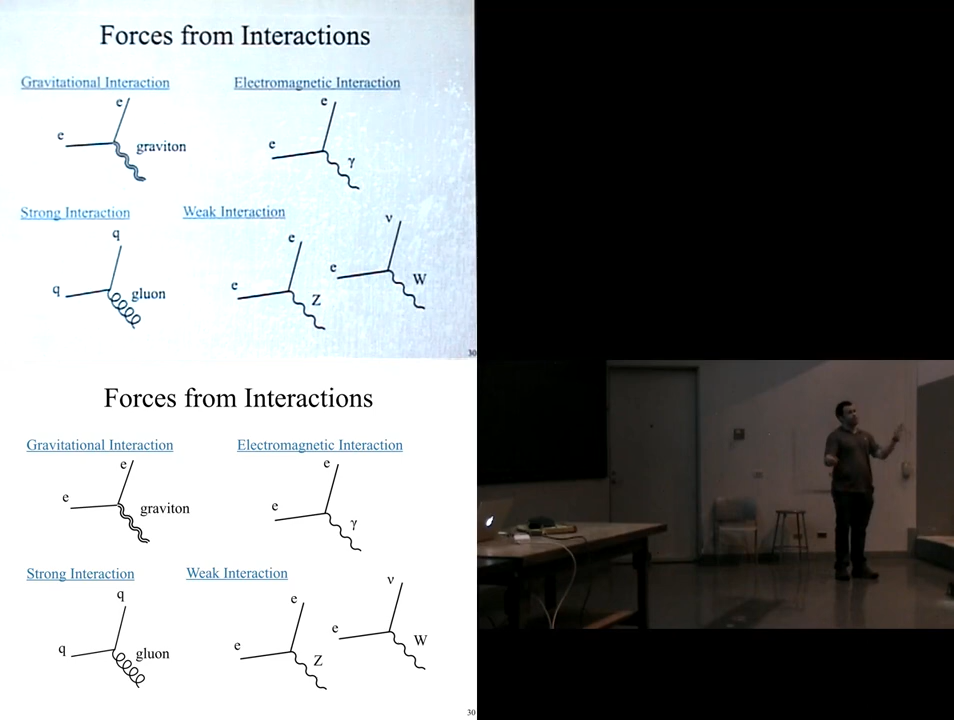 Forces from Interactions
Gravitational Interaction Electromagnetic Interaction
e e
e graviton e γ
Strong Interaction Weak Interaction
q e ν
q gluon e Z e W
30
Forces from Interactions
Gravitational Interaction Electromagnetic Interaction
e e
e graviton e γ
Strong Interaction Weak Interaction
q e ν
q gluon e Z e W
30